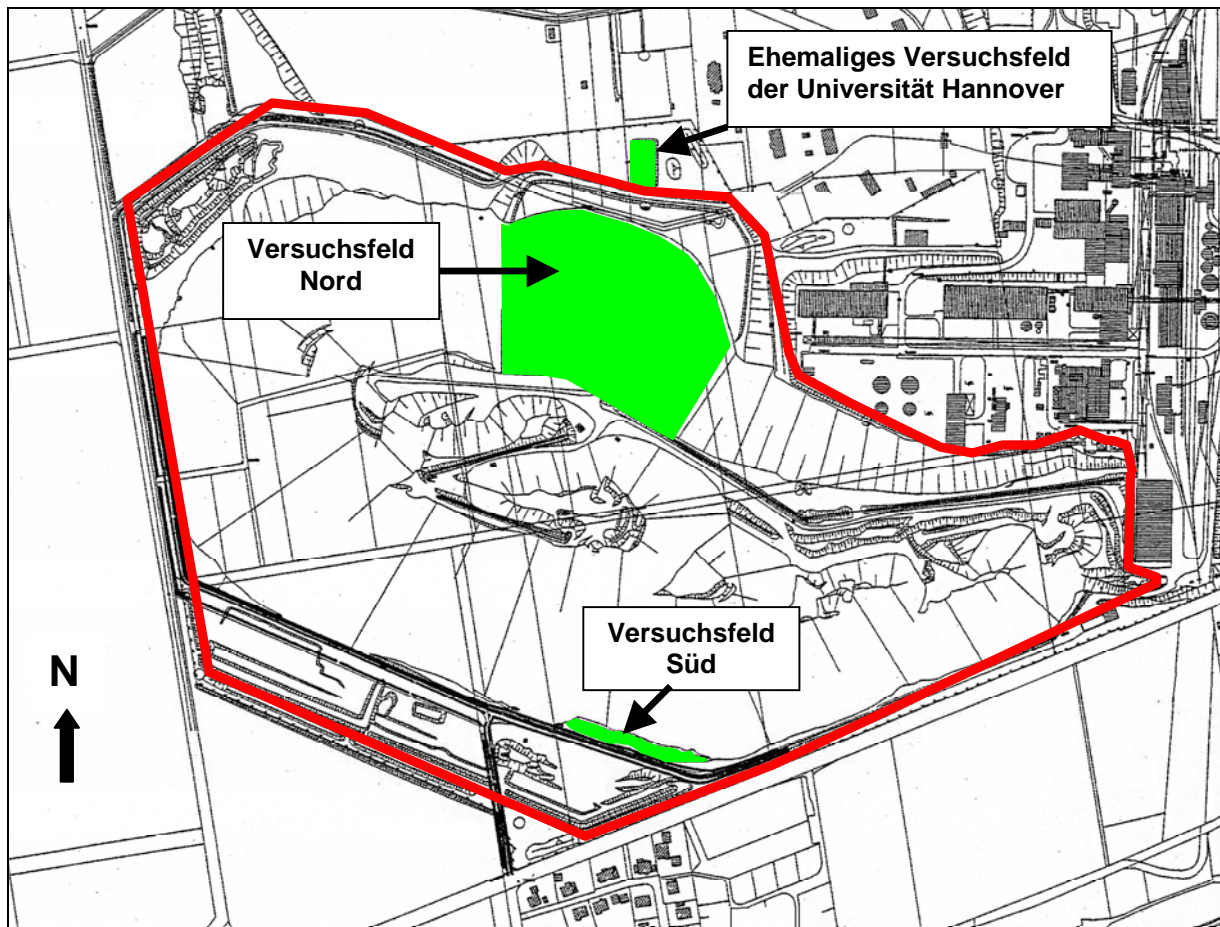 Ehemaliges Versuchsfeld
der Universität Hannover
Versuchsfeld
Nord
Versuchsfeld
Süd
N